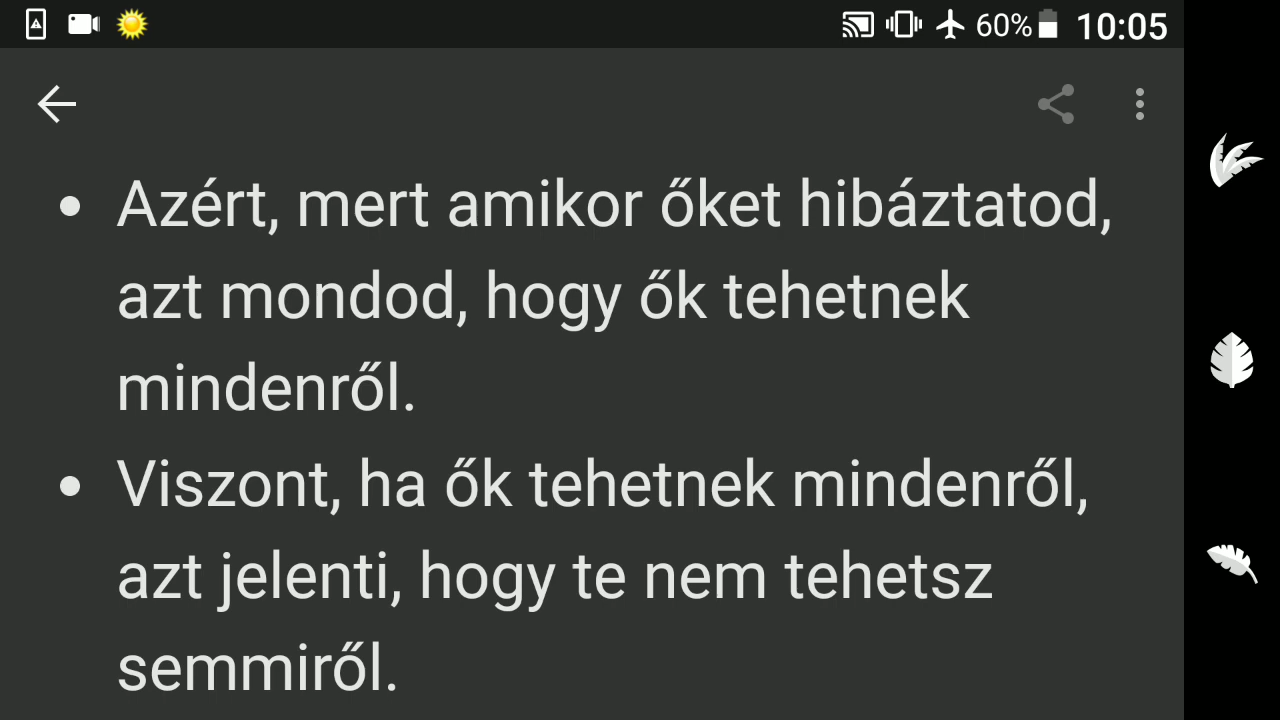 60% 10:05
Azért, mert amikor őket hibáztatod,
azt mondod, hogy ők tehetnek
mindenről.
Viszont, ha ők tehetnek mindenről,
azt jelenti, hogy te nem tehetsz
semmiről.